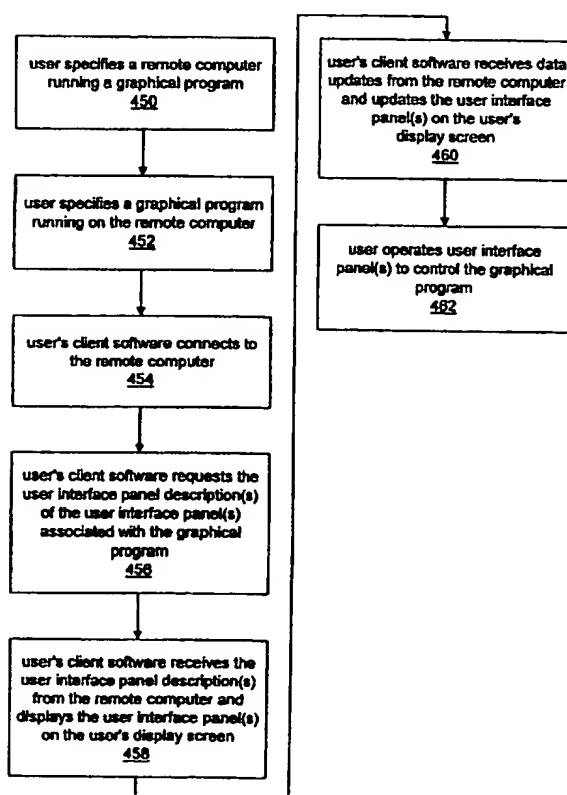 user specifies a remote computer
running a graphical program
450
user specifies a graphical program
running on the remote computer
452
user's client software connects to
the remote computer
454
user's client software requests the
user interface panel description(s)
of the user interface panel(s)
associated with the graphical
program
456
user's client software receives the
user interface panel description(s)
from the remote computer and
displays the user interface panel(s)
on the user's display screen
458
user's client software receives data
updates from the remote computer
and updates the user interface
panel(s) on the user's
display screen
460
user operates user interface
panel(s) to control the graphical
program
462